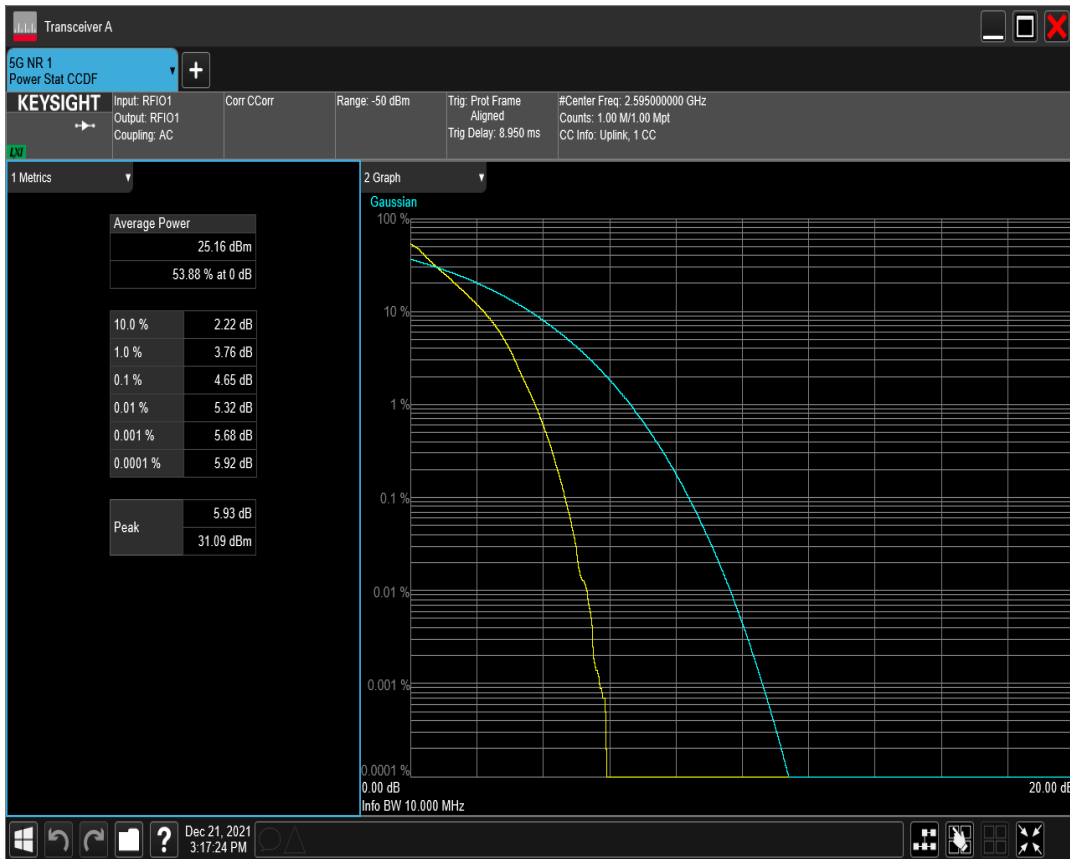 Transceiver A
5G NR 1
Power Stat CCDF
+
KEYSIGHT
LXI
Input: RFIO1
Output: RFIO1
Coupling: AC
Corr CCorr
Range: -50 dBm
Trig: Prot Frame
Aligned
Trig Delay: 8.950 ms
#Center Freq: 2.595000000 GHz
Counts: 1.00 M/1.00 Mpt
CC Info: Uplink, 1 CC
1 Metrics
Average Power
25.16 dBm
53.88 % at 0 dB
10.0 % 2.22 dB
1.0 % 3.76 dB
0.1 % 4.65 dB
0.01 % 5.32 dB
0.001 % 5.68 dB
0.0001 % 5.92 dB
Peak
5.93 dB
31.09 dBm
2 Graph
Gaussian
100 %
10 %
1 %
0.1 %
0.01 %
0.001 %
0.0001 %
0.00 dB 20.00 dB
Info BW 10.000 MHz
?
Dec 21, 2021
3:17:24 PM